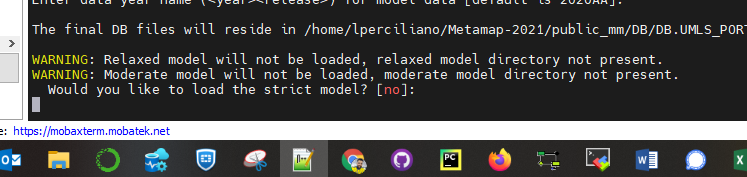 Enter data year name (<year><release>) for model data [default is 2020AA]:
The final DB files will reside in /home/lperciliano/Metamap-2021/public_mm/DB/DB.UMLS_POR
WARNING: Relaxed model will not be loaded, relaxed model directory not present.
WARNING: Moderate model will not be loaded, moderate model directory not present.
Would you like to load the strict model? [no]:
e: https://mobaxterm.mobatek.net